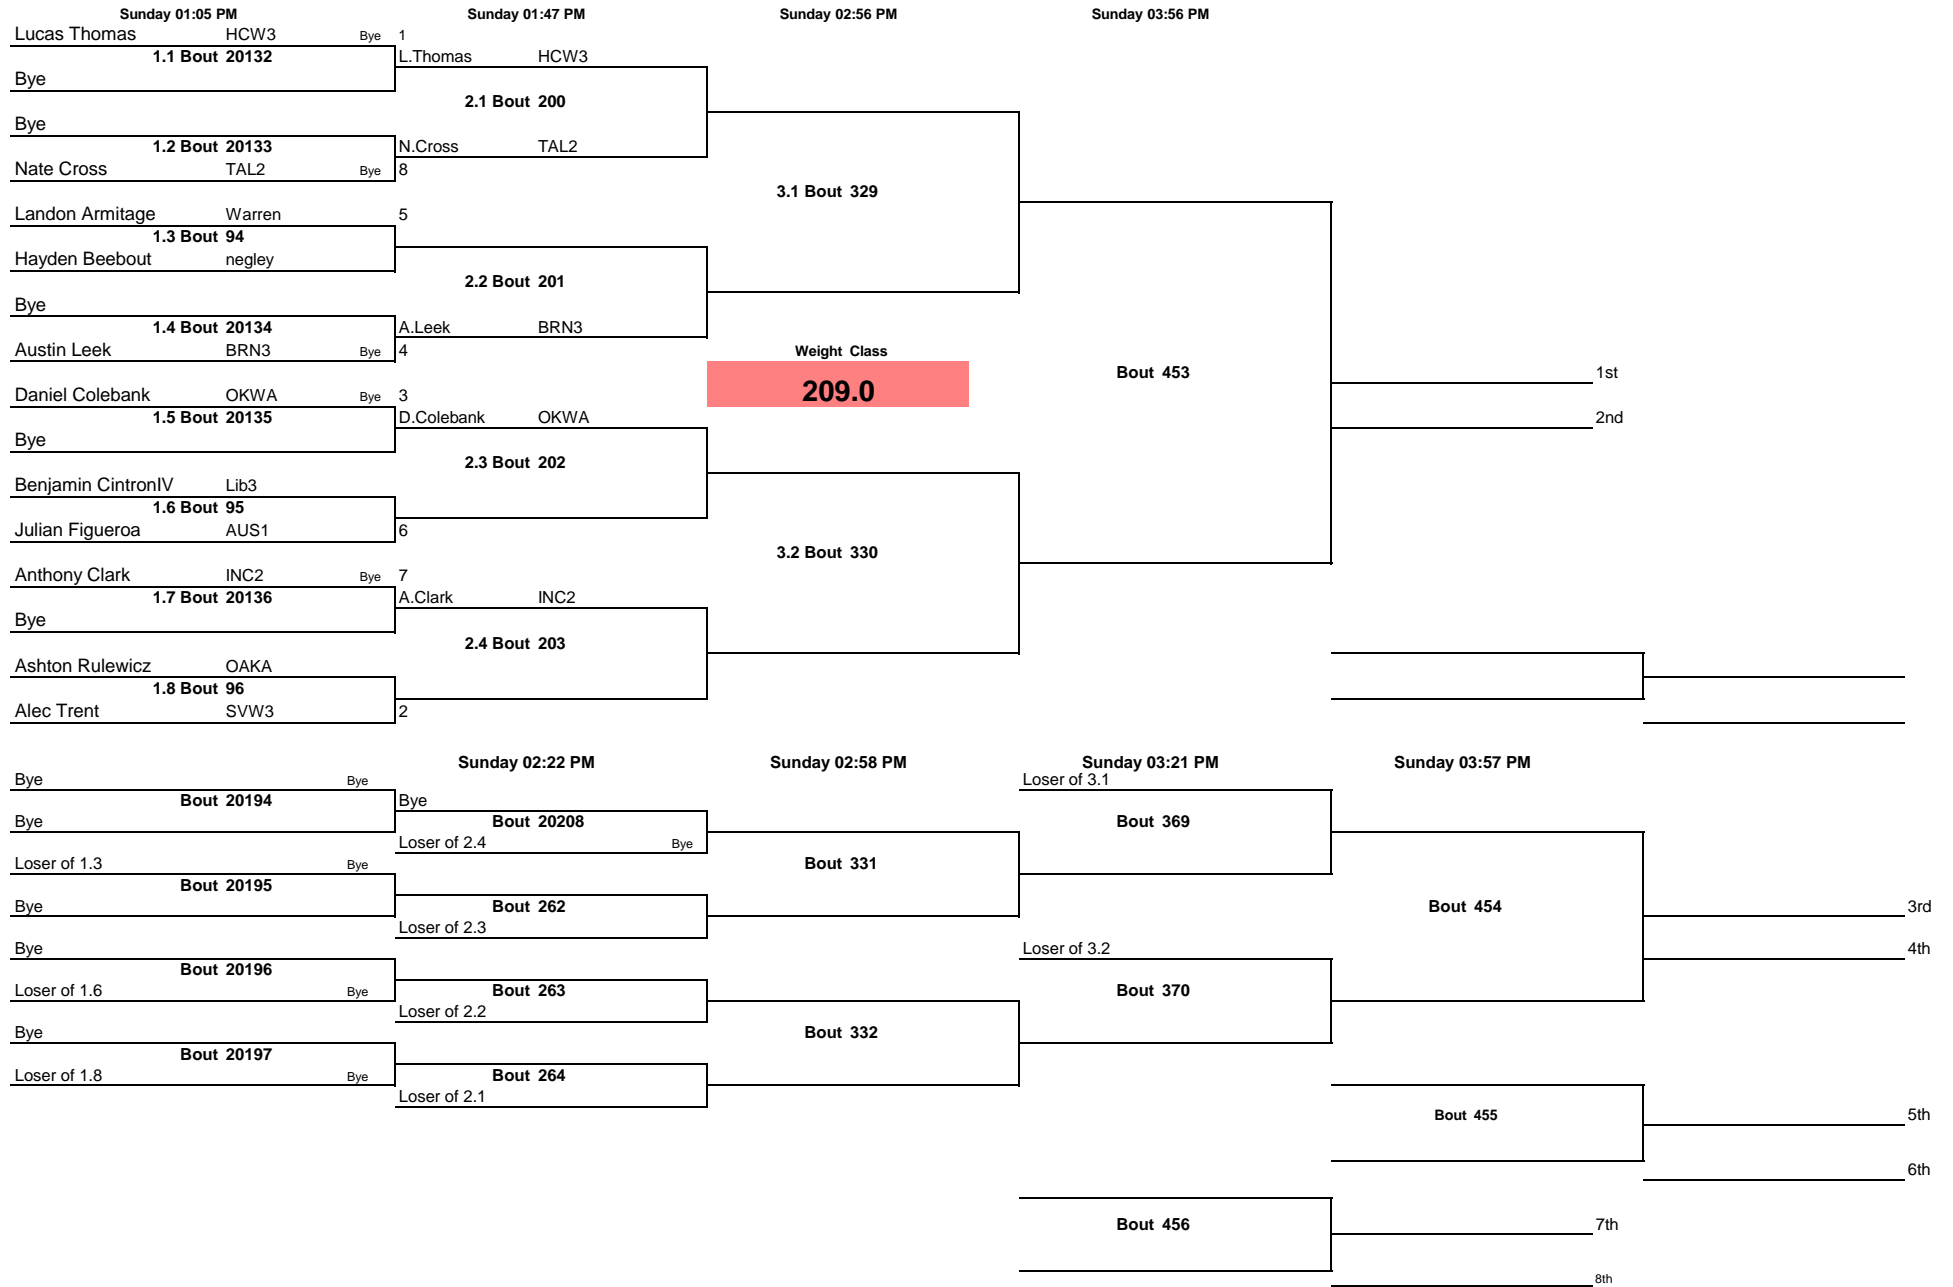 Sunday 01:05 PM Sunday 01:47 PM Sunday 02:56 PM Sunday 03:56 PM
Lucas Thomas HCW3 Bye 1
1.1 Bout 20132 L.Thomas HCW3
Bye
2.1 Bout 200
Bye
1.2 Bout 20133 N.Cross TAL2
Nate Cross TAL2 Bye 8
3.1 Bout 329
Landon Armitage Warren 5
1.3 Bout 94
Hayden Beebout negley
2.2 Bout 201
Bye
1.4 Bout 20134 A.Leek BRN3
Austin Leek BRN3 Bye 4 Weight Class
Bout 453 1st
Daniel Colebank OKWA Bye 3 209.0
1.5 Bout 20135 D.Colebank OKWA 2nd
Bye
2.3 Bout 202
Benjamin CintronIV Lib3
1.6 Bout 95
Julian Figueroa AUS1 6
3.2 Bout 330
Anthony Clark INC2 Bye 7
1.7 Bout 20136 A.Clark INC2
Bye
2.4 Bout 203
Ashton Rulewicz OAKA
1.8 Bout 96
Alec Trent SVW3 2
Sunday 02:22 PM Sunday 02:58 PM Sunday 03:21 PM Sunday 03:57 PM
Bye Bye Loser of 3.1
Bout 20194 Bye
Bye Bout 20208 Bout 369
Loser of 2.4 Bye
Loser of 1.3 Bye Bout 331
Bout 20195
Bye Bout 262 Bout 454 3rd
Loser of 2.3
Bye Loser of 3.2 4th
Bout 20196
Loser of 1.6 Bye Bout 263 Bout 370
Loser of 2.2
Bye Bout 332
Bout 20197
Loser of 1.8 Bye Bout 264
Loser of 2.1
Bout 455 5th
6th
Bout 456 7th
8th